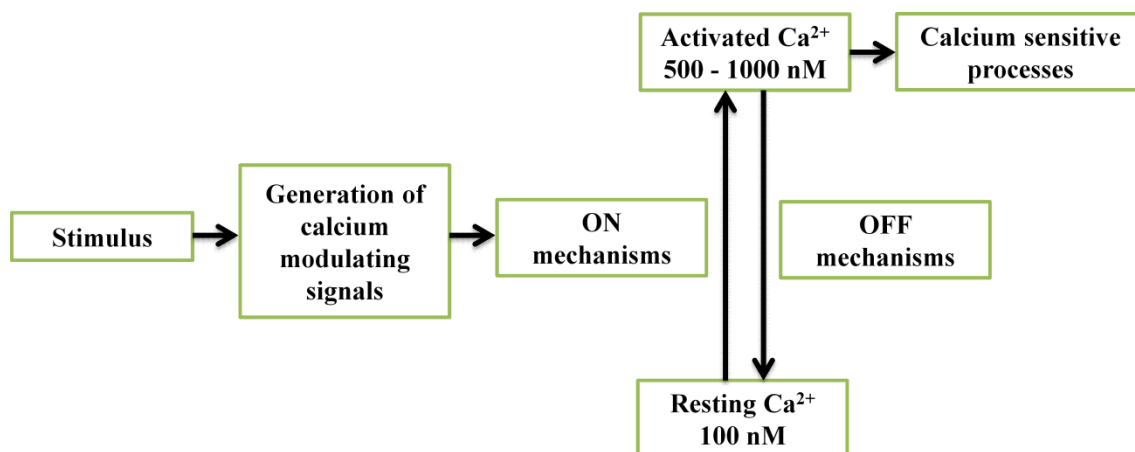 Stimulus
Generation of
calcium
modulating
signals
ON
mechanisms
Activated Ca²⁺
500 - 1000 nM
Calcium sensitive
processes
OFF
mechanisms
Resting Ca²⁺
100 nM